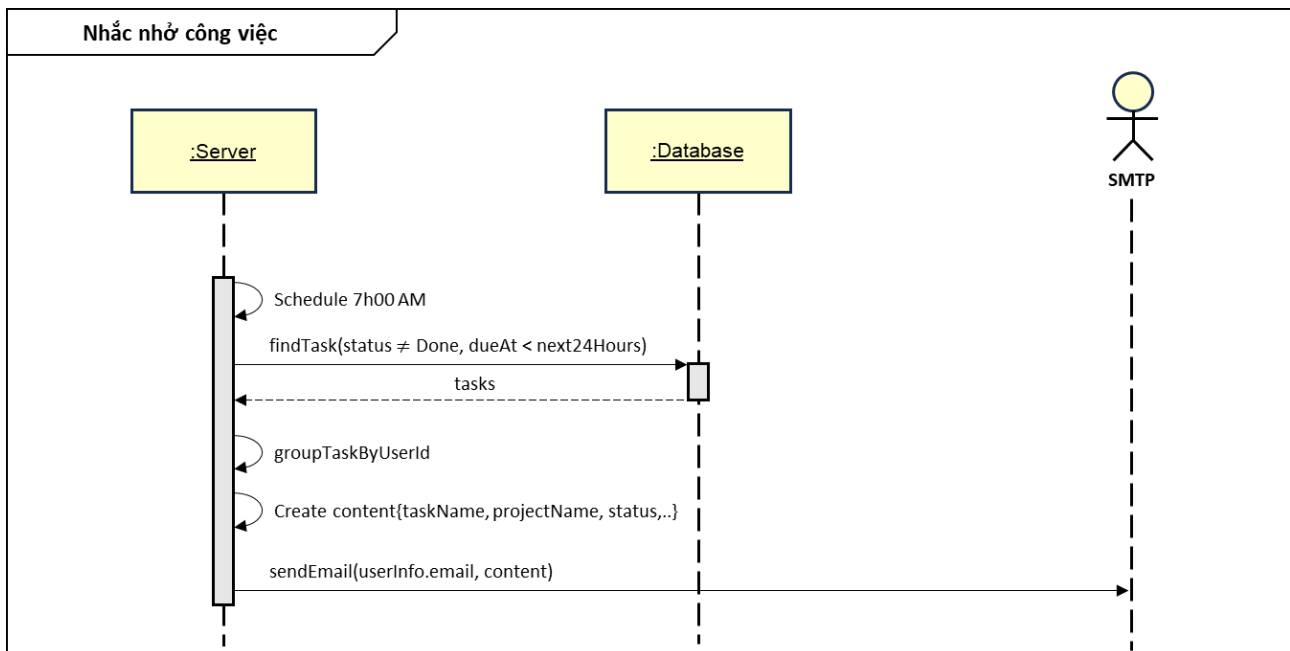 Nhắc nhở công việc
:Server
:Database
SMTP
Schedule 7h00 AM
findTask(status ≠ Done, dueAt < next24Hours)
tasks
groupTaskByUserId
Create content{taskName, projectName, status,..}
sendEmail(userInfo.email, content)